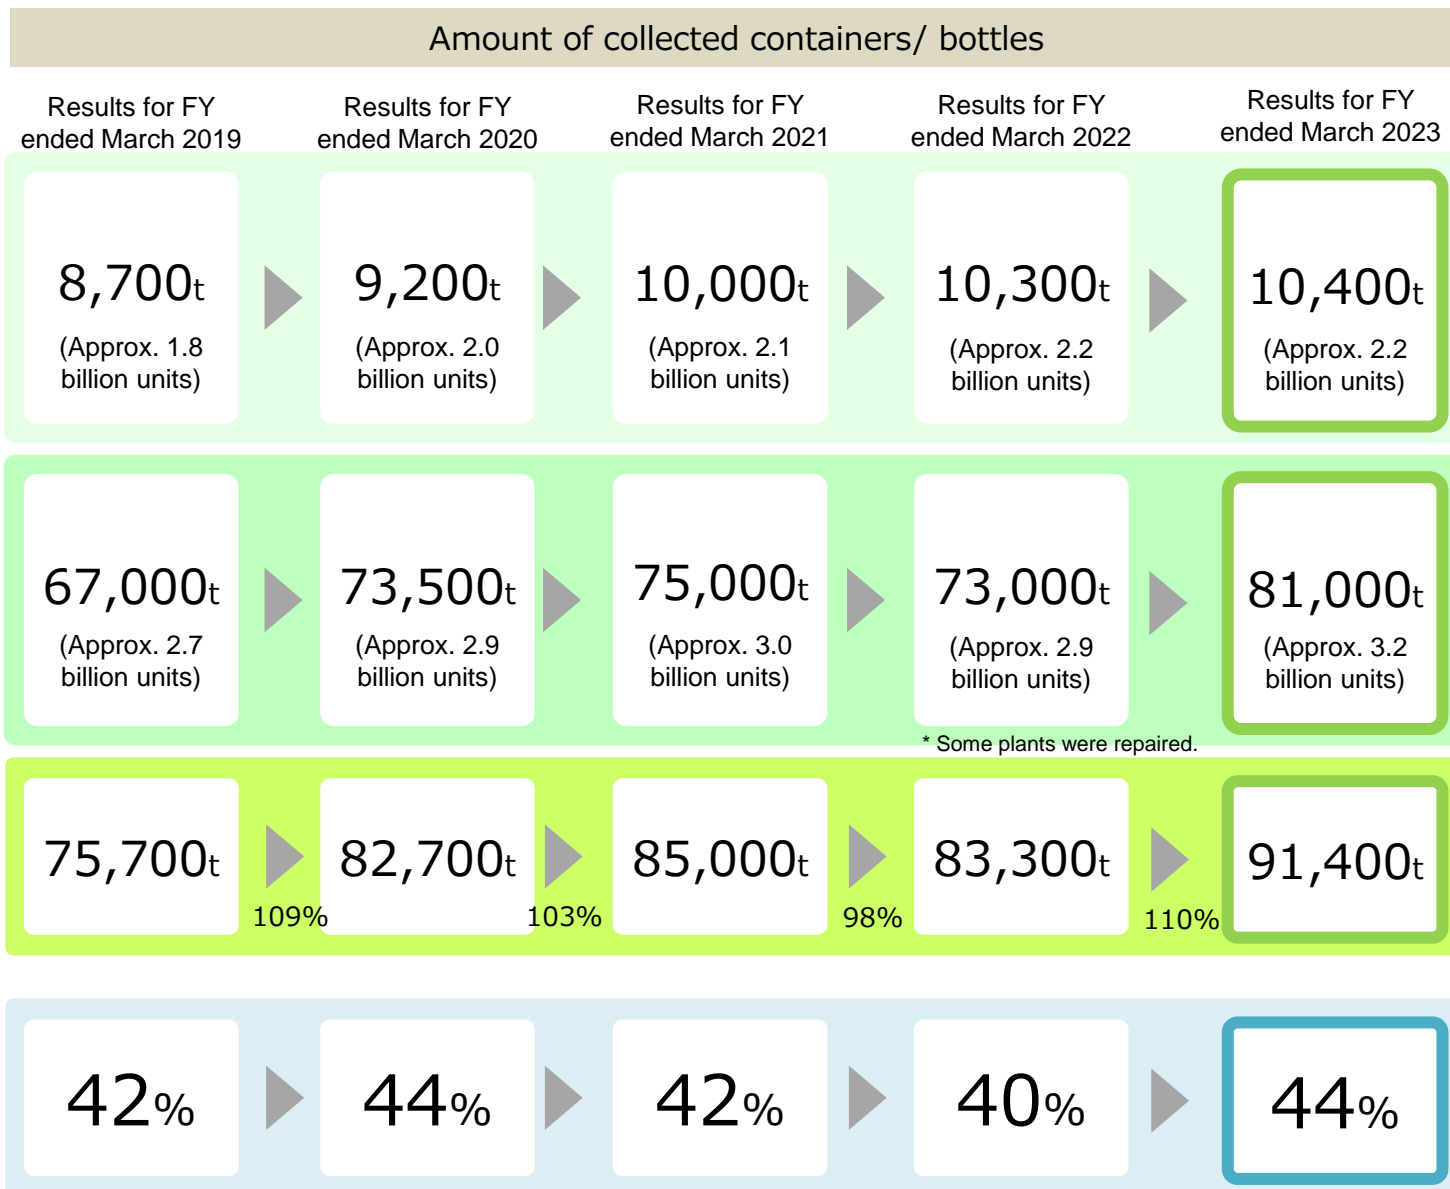 Amount of collected containers/ bottles
Results for FY
ended March 2019
Results for FY
ended March 2020
Results for FY
ended March 2021
Results for FY
ended March 2022
Results for FY
ended March 2023
8,700t
(Approx. 1.8
billion units)
9,200t
(Approx. 2.0
billion units)
10,000t
(Approx. 2.1
billion units)
10,300t
(Approx. 2.2
billion units)
10,400t
(Approx. 2.2
billion units)
67,000t
(Approx. 2.7
billion units)
73,500t
(Approx. 2.9
billion units)
75,000t
(Approx. 3.0
billion units)
73,000t
(Approx. 2.9
billion units)
81,000t
(Approx. 3.2
billion units)
* Some plants were repaired.
75,700t
109%
82,700t
103%
85,000t
98%
83,300t
110%
91,400t
42%
44%
42%
40%
44%